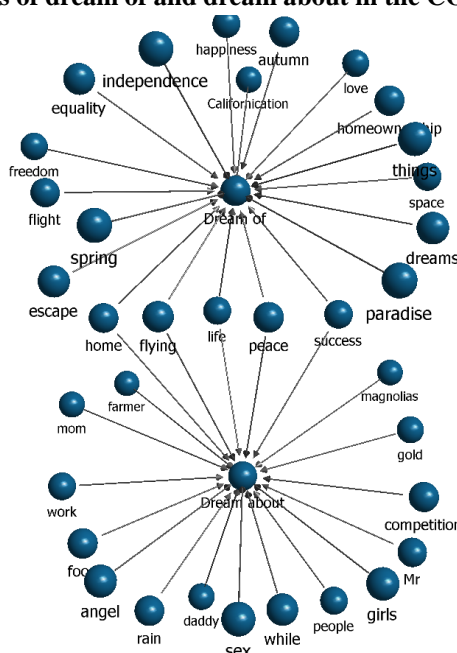 s of dream of and dream about in the CO
happiness
autumn
independence
Californication
love
equality
homeownership
things
freedom
space
flight
Dream of
spring
dreams
escape
paradise
home
flying
life
peace
success
farmer
magnolias
mom
gold
Dream about
work
competition
foo
Mr
angel
girls
rain
daddy
sex
while
people